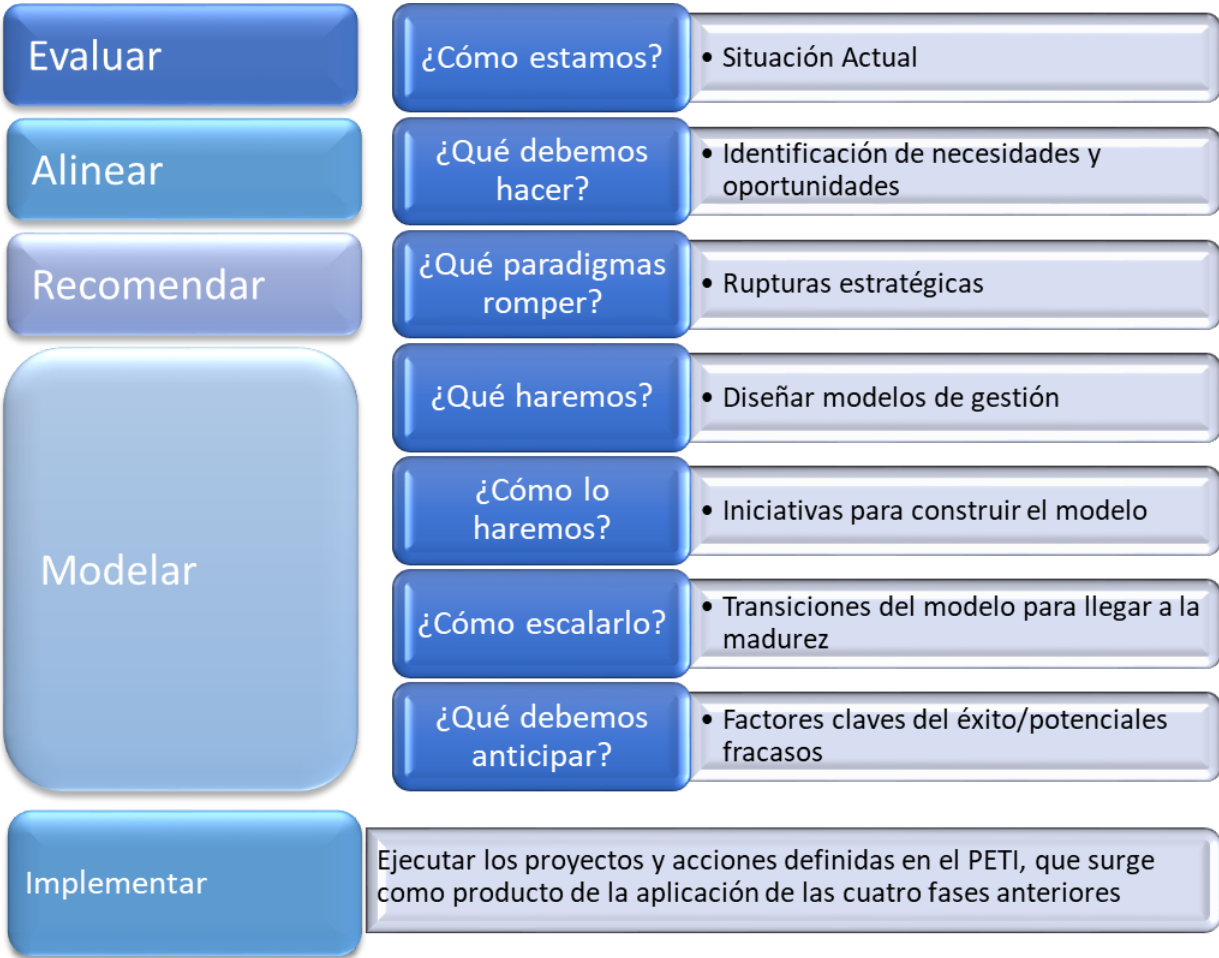 Evaluar
¿Cómo estamos?
• Situación Actual
Alinear
¿Qué debemos
hacer?
• Identificación de necesidades y
oportunidades
Recomendar
¿Qué paradigmas
romper?
• Rupturas estratégicas
Modelar
¿Qué haremos?
• Diseñar modelos de gestión
¿Cómo lo
haremos?
• Iniciativas para construir el modelo
¿Cómo escalarlo?
• Transiciones del modelo para llegar a la
madurez
¿Qué debemos
anticipar?
• Factores claves del éxito/potenciales
fracasos
Implementar
Ejecutar los proyectos y acciones definidas en el PETI, que surge
como producto de la aplicación de las cuatro fases anteriores